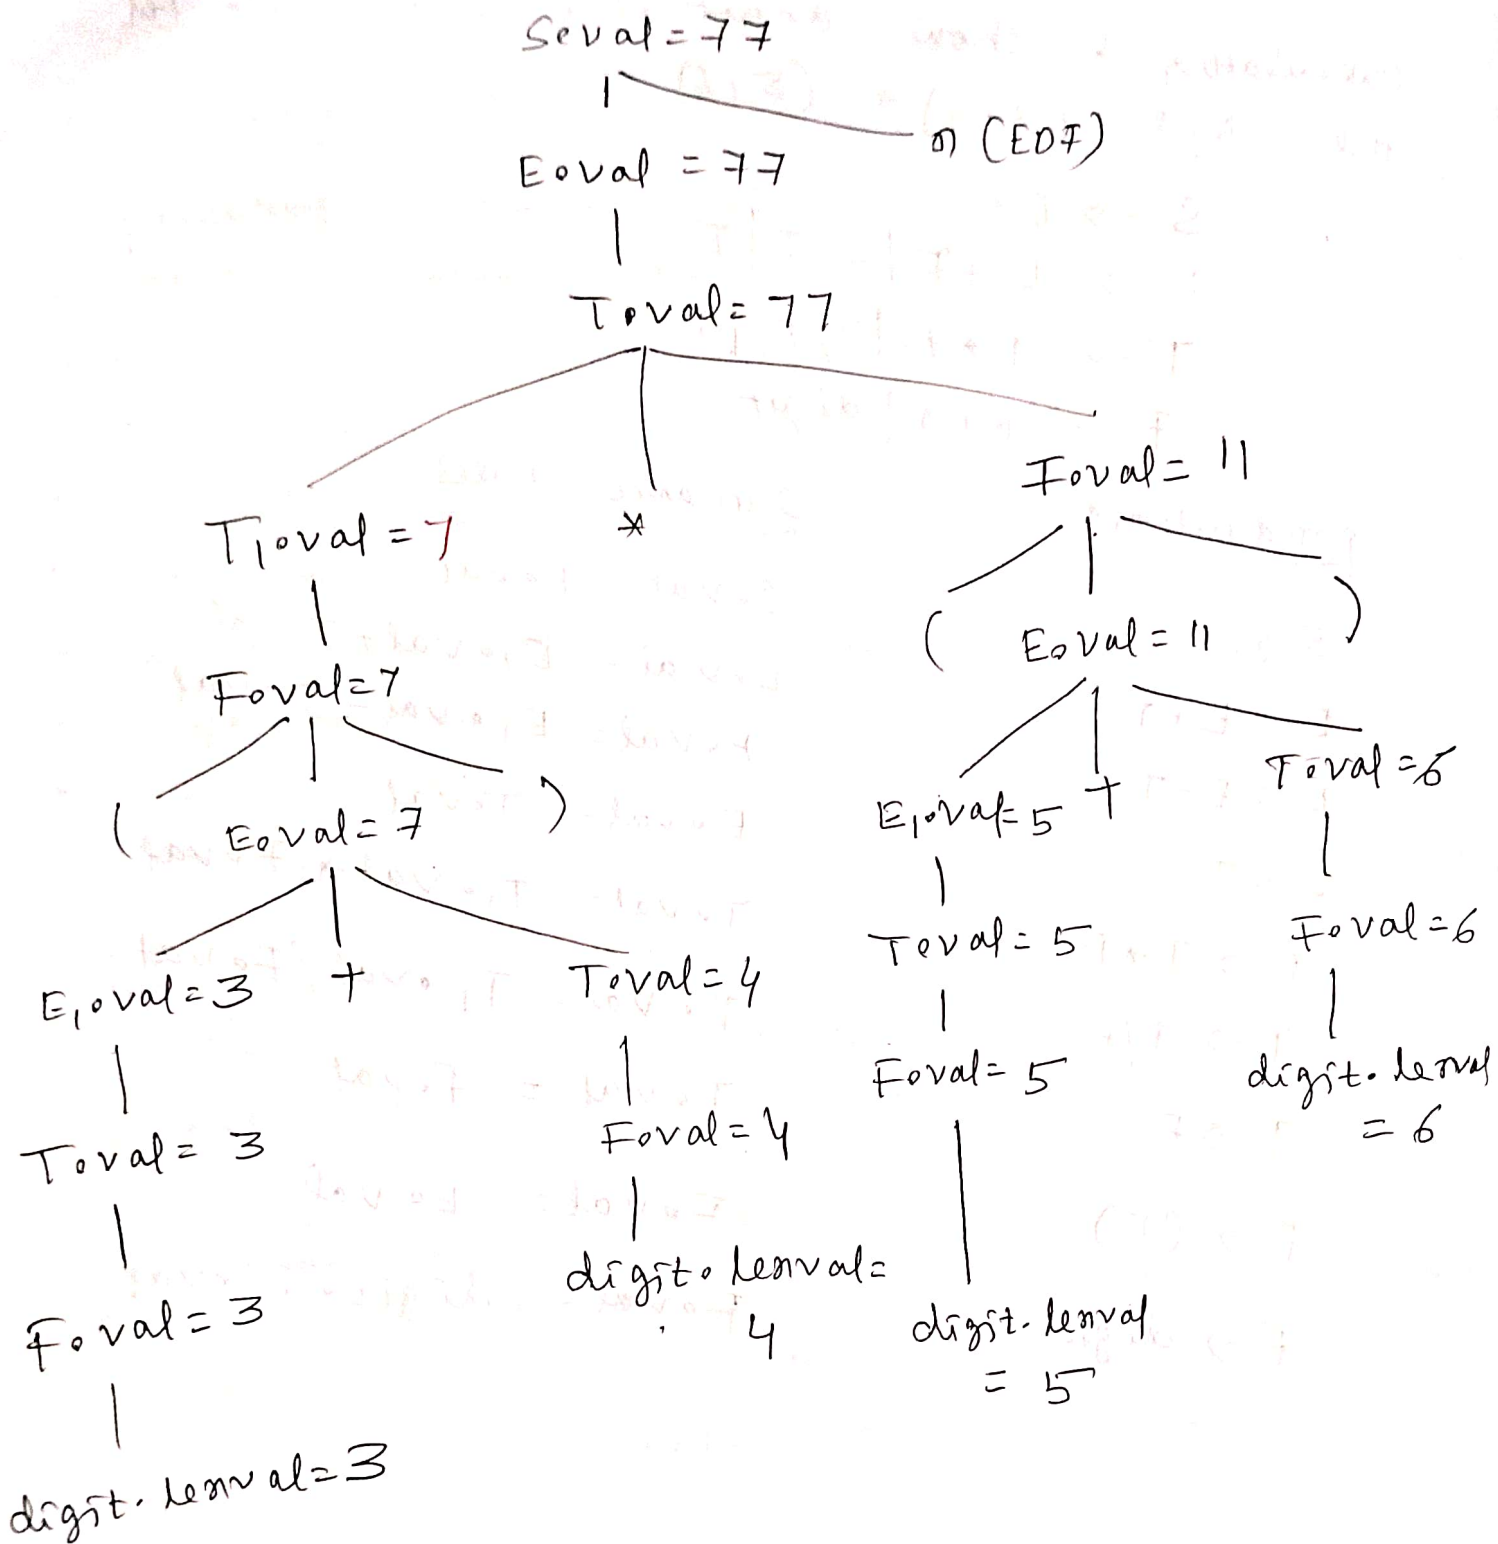 S.val = 77
n (EOF)
E.val = 77
T.val = 77
F.val = 11
T1.val = 7
*
( E.val = 11 )
F.val = 7
T.val = 6
E1.val = 5 +
( E.val = 7 )
T.val = 5
F.val = 6
E1.val = 3 + T.val = 4
F.val = 5
digit.lexval
= 6
T.val = 3
F.val = 4
digit.lexval =
4
F.val = 3
digit.lexval
= 5
digit.lexval = 3